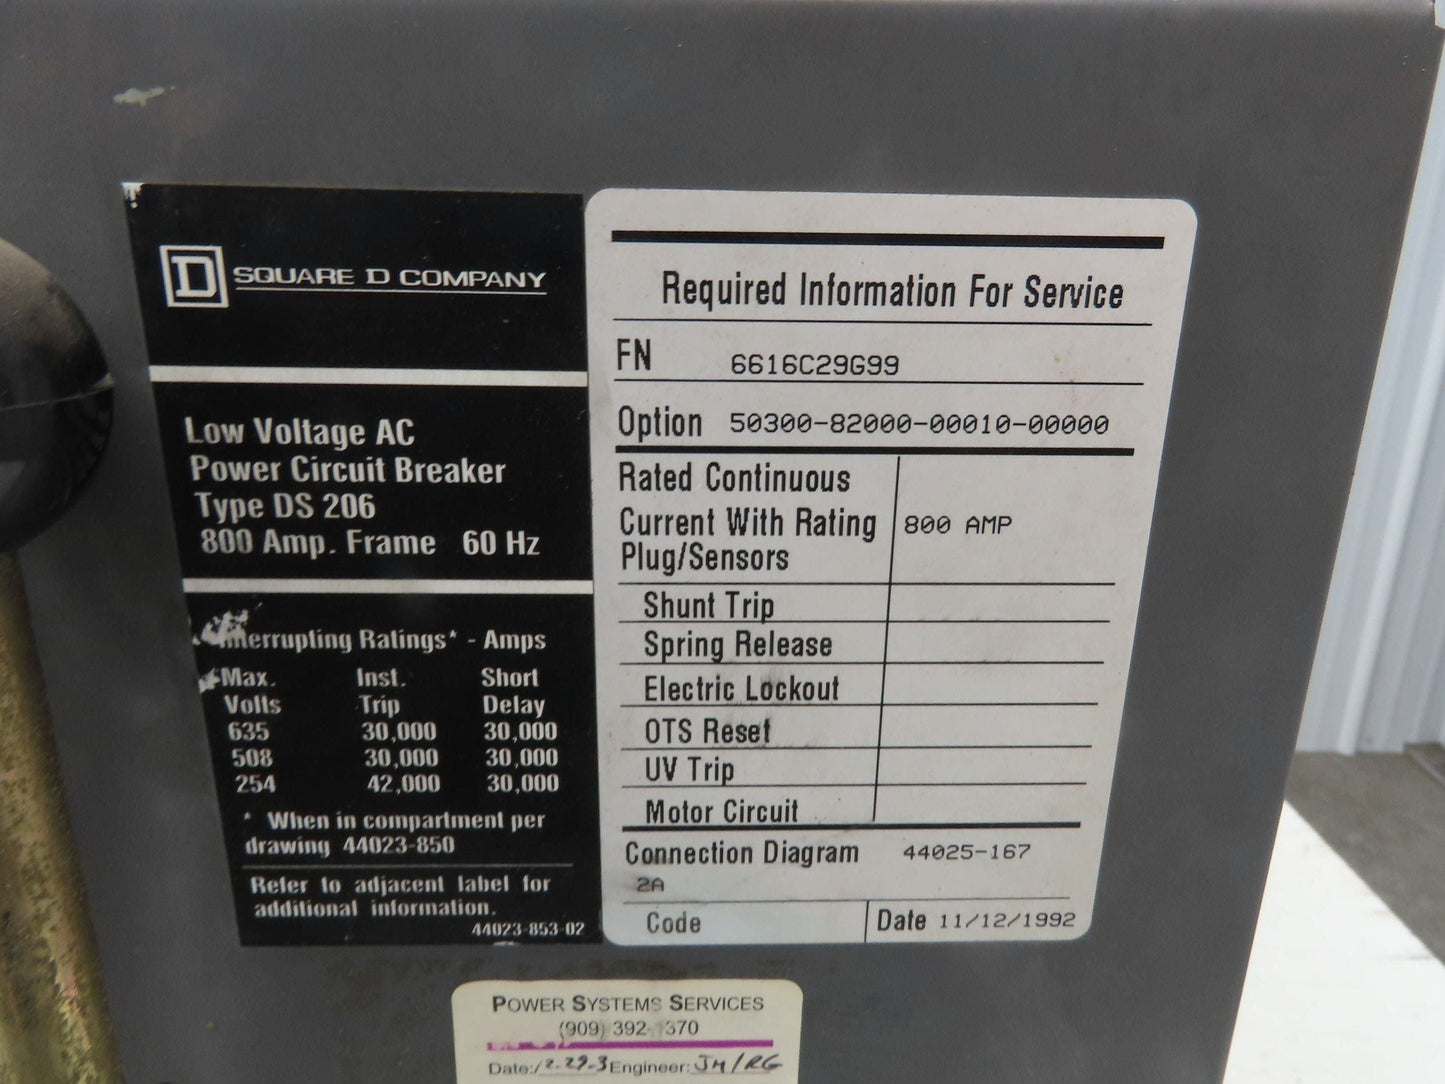 D SQUARE D COMPANY
Low Voltage AC
Power Circuit Breaker
Type DS 206
800 Amp. Frame 60 Hz
Interrupting Ratings* - Amps
Max. Inst. Short
Volts Trip Delay
635 30,000 30,000
508 30,000 30,000
254 42,000 30,000
* When in compartment per
drawing 44023-850
Refer to adjacent label for
additional information.
44023-853-02
Required Information For Service
FN 6616C29G99
Option 50300-82000-00010-00000
Rated Continuous
Current With Rating 800 AMP
Plug/Sensors
Shunt Trip
Spring Release
Electric Lockout
OTS Reset
UV Trip
Motor Circuit
Connection Diagram 44025-167
2A
Code Date 11/12/1992
POWER SYSTEMS SERVICES
(909) 392-
Date: Engineer: JM/RG